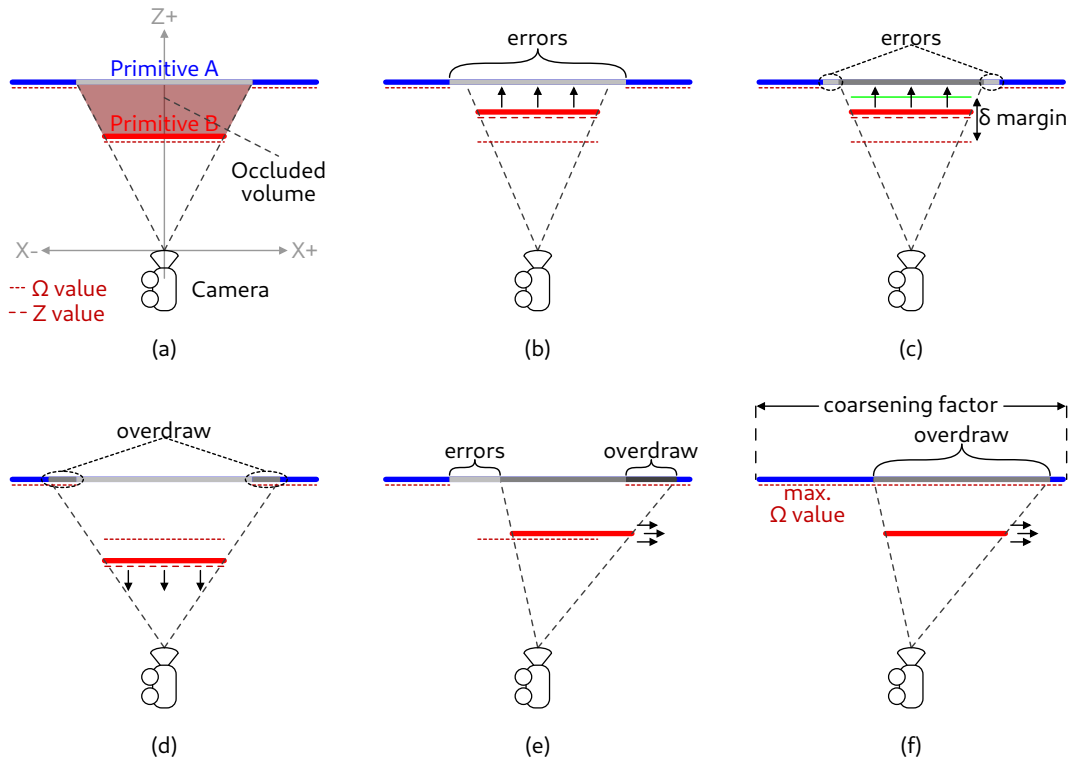 Z+
Primitive A
Primitive B
Occluded
volume
X-
X+
Ω value
Z value
Camera
(a)
errors
(b)
errors
δ margin
(c)
overdraw
(d)
errors
overdraw
(e)
coarsening factor
overdraw
max.
Ω value
(f)